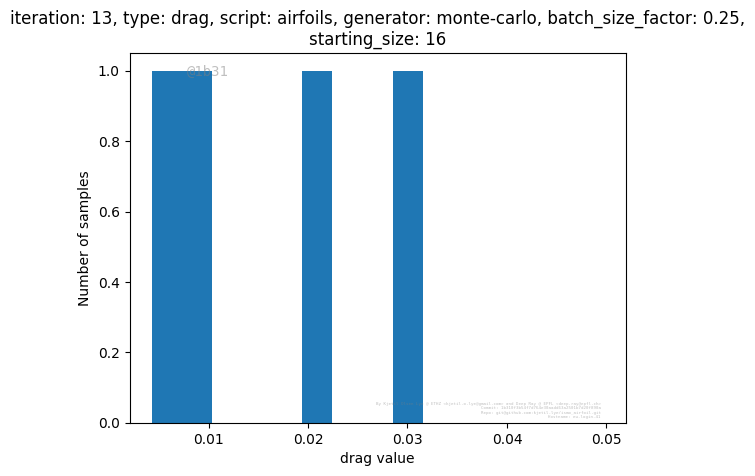 iteration: 13, type: drag, script: airfoils, generator: monte-carlo, batch_size_factor: 0.25,
starting_size: 16
@1b31
1.0
0.8
0.6
0.4
0.2
0.0
Number of samples
0.01
0.02
0.03
0.04
0.05
drag value